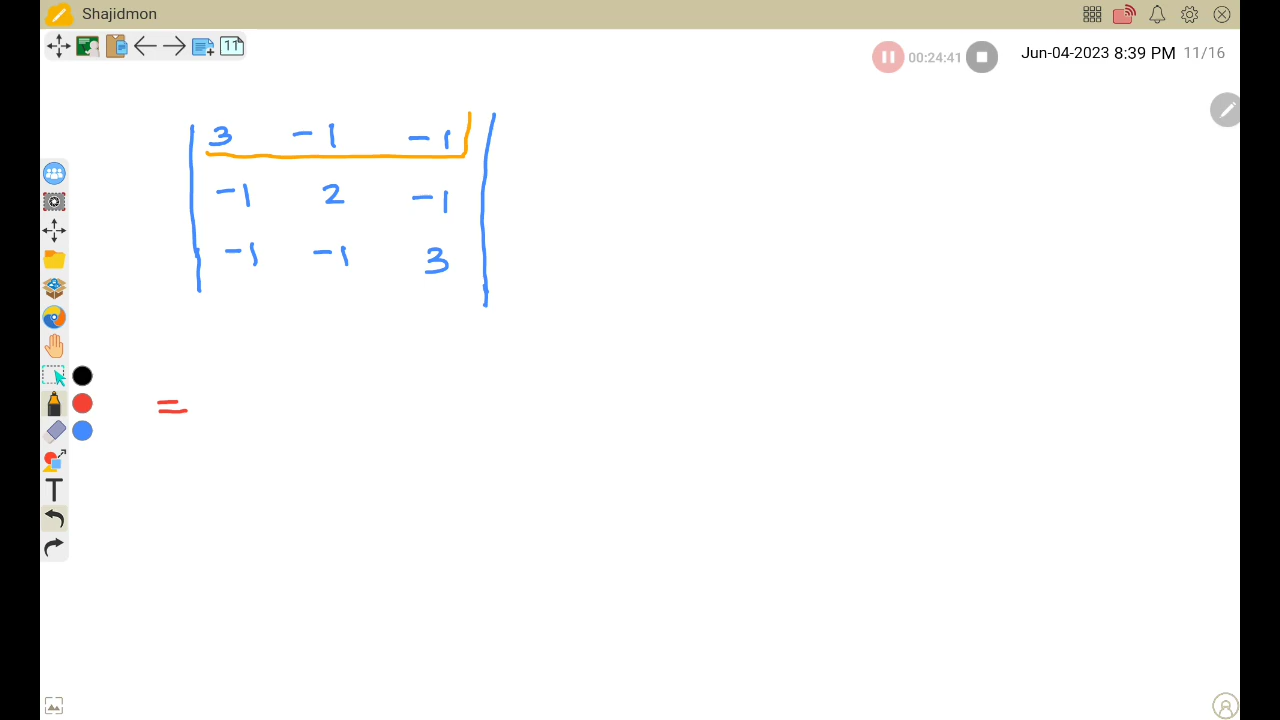 Shajidmon
11
00:24:41
Jun-04-2023 8:39 PM 11/16
3 -1 -1
-1 2 -1
-1 -1 3
=
T